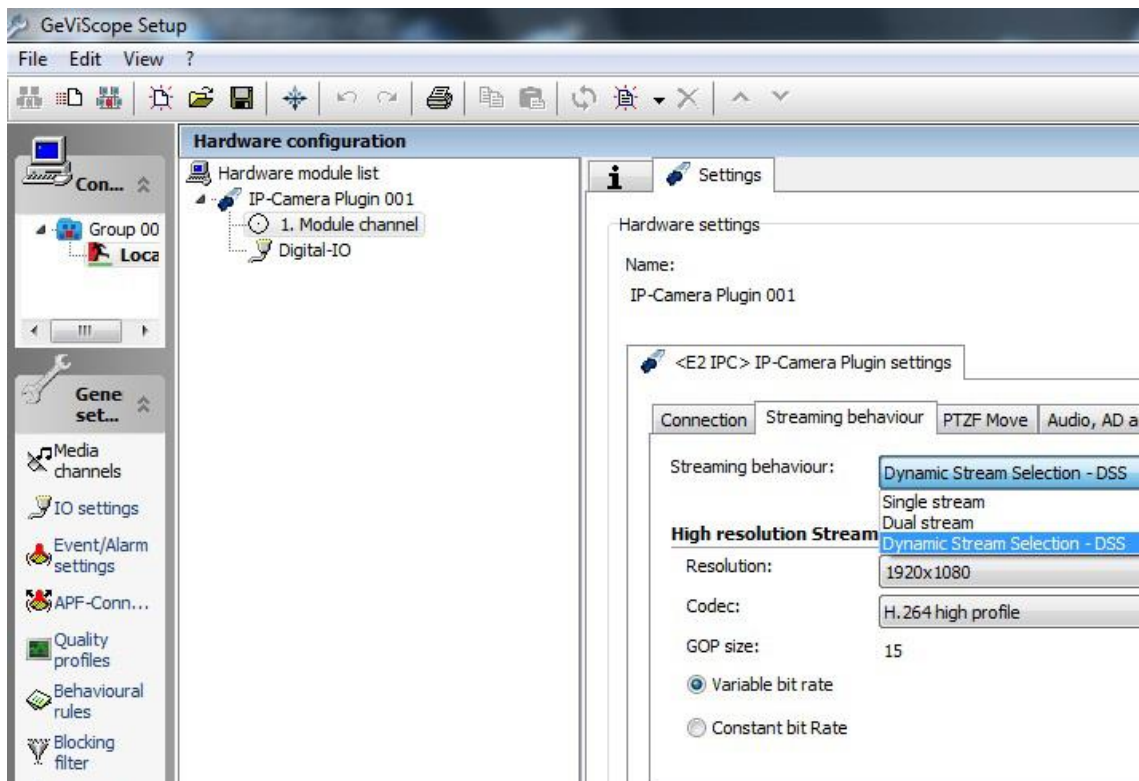 GeViScope Setup
File Edit View ?
Con...
Group 00
Loca
Gene
set...
Media
channels
IO settings
Event/Alarm
settings
APF-Conn...
Quality
profiles
Behavioural
rules
Blocking
filter
Hardware configuration
Hardware module list
IP-Camera Plugin 001
1. Module channel
Digital-IO
i Settings
Hardware settings
Name:
IP-Camera Plugin 001
<E2 IPC> IP-Camera Plugin settings
Connection Streaming behaviour PTZF Move Audio, AD a
Streaming behaviour: Dynamic Stream Selection - DSS
Single stream
Dual stream
Dynamic Stream Selection - DSS
High resolution Stream
Resolution: 1920x1080
Codec: H.264 high profile
GOP size: 15
Variable bit rate
Constant bit Rate